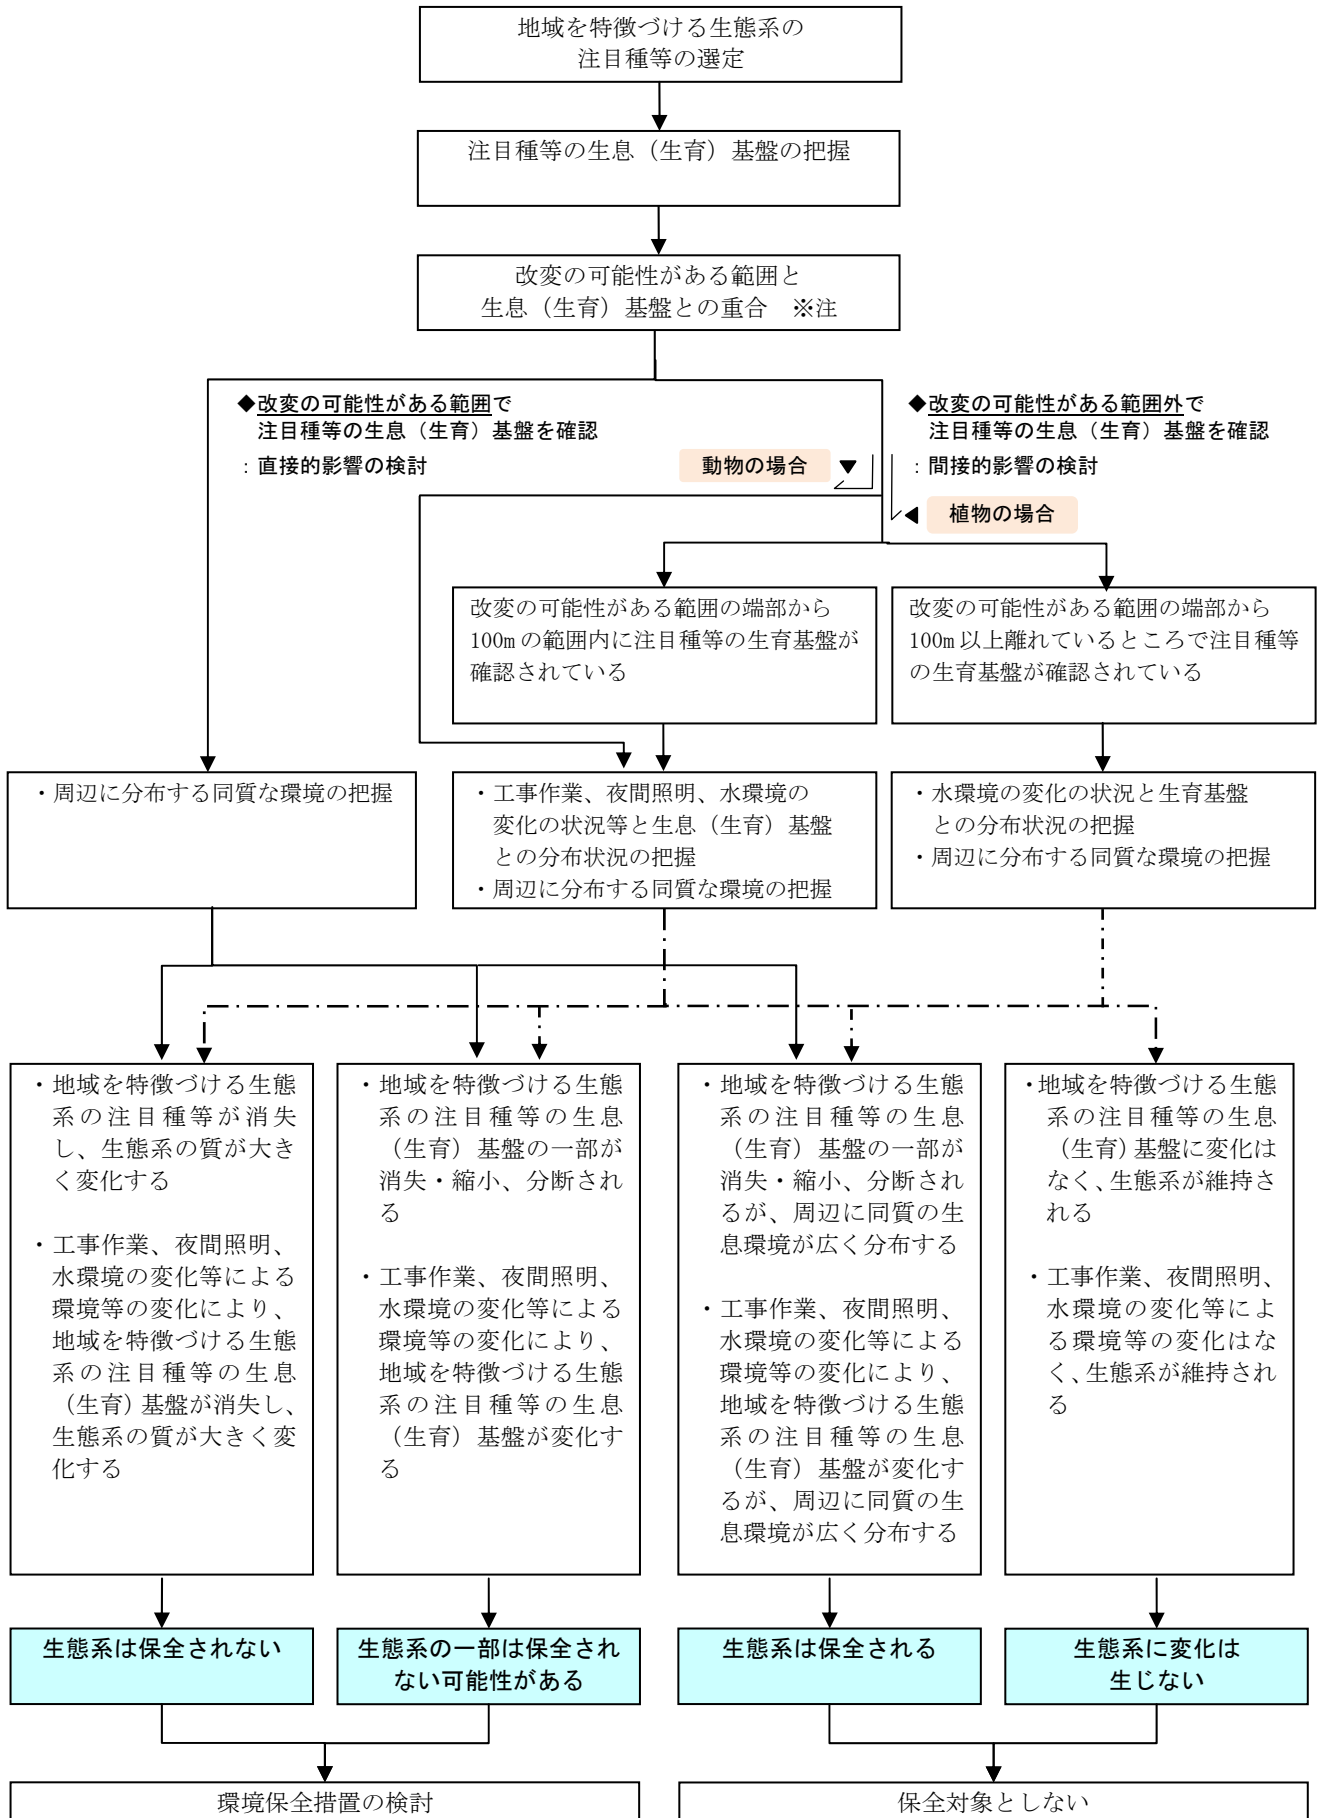 地域を特徴づける生態系の
注目種等の選定
注目種等の生息（生育）基盤の把握
改変の可能性がある範囲と
生息（生育）基盤との重合　※注
◆改変の可能性がある範囲で
注目種等の生息（生育）基盤を確認
：直接的影響の検討
◆改変の可能性がある範囲外で
注目種等の生息（生育）基盤を確認
：間接的影響の検討
動物の場合
植物の場合
改変の可能性がある範囲の端部から
100mの範囲内に注目種等の生育基盤が
確認されている
改変の可能性がある範囲の端部から
100m以上離れているところで注目種等
の生育基盤が確認されている
・周辺に分布する同質な環境の把握
・工事作業、夜間照明、水環境の
変化の状況等と生息（生育）基盤
との分布状況の把握
・周辺に分布する同質な環境の把握
・水環境の変化の状況と生育基盤
との分布状況の把握
・周辺に分布する同質な環境の把握
・地域を特徴づける生態
系の注目種等が消失
し、生態系の質が大き
く変化する
・工事作業、夜間照明、
水環境の変化等による
環境等の変化により、
地域を特徴づける生態
系の注目種等の生息
（生育）基盤が消失し、
生態系の質が大きく変
化する
・地域を特徴づける生態
系の注目種等の生息
（生育）基盤の一部が
消失・縮小、分断され
る
・工事作業、夜間照明、
水環境の変化等による
環境等の変化により、
地域を特徴づける生態
系の注目種等の生息
（生育）基盤が変化す
る
・地域を特徴づける生態
系の注目種等の生息
（生育）基盤の一部が
消失・縮小、分断され
るが、周辺に同質の生
息環境が広く分布する
・工事作業、夜間照明、
水環境の変化等による
環境等の変化により、
地域を特徴づける生態
系の注目種等の生息
（生育）基盤が変化す
るが、周辺に同質の生
息環境が広く分布する
・地域を特徴づける生態
系の注目種等の生息
（生育）基盤に変化は
なく、生態系が維持さ
れる
・工事作業、夜間照明、
水環境の変化等によ
る環境等の変化はな
く、生態系が維持され
る
生態系は保全されない
生態系の一部は保全され
ない可能性がある
生態系は保全される
生態系に変化は
生じない
環境保全措置の検討
保全対象としない